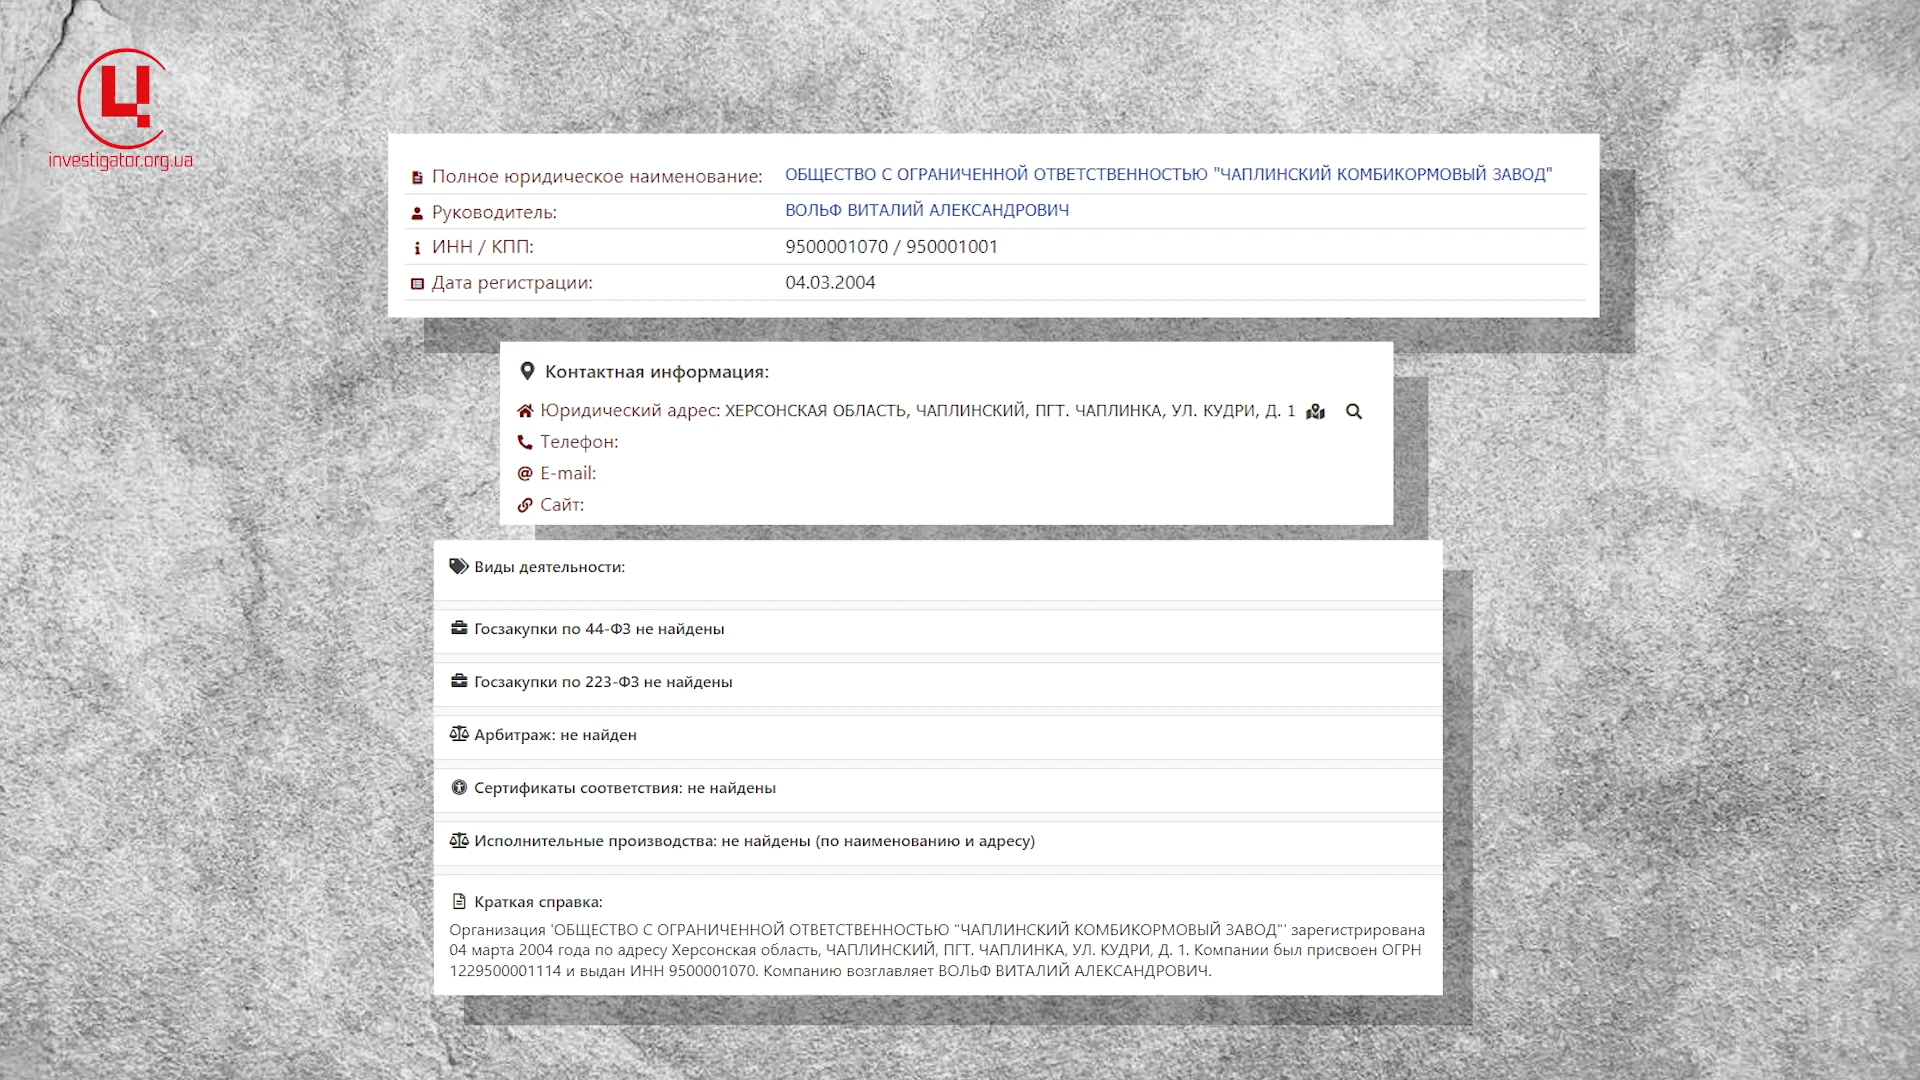 Ц
investigator.org.ua
Полное юридическое наименование: ОБЩЕСТВО С ОГРАНИЧЕННОЙ ОТВЕТСТВЕННОСТЬЮ "ЧАПЛИНСКИЙ КОМБИКОРМОВЫЙ ЗАВОД"
Руководитель: ВОЛЬФ ВИТАЛИЙ АЛЕКСАНДРОВИЧ
ИНН / КПП: 9500001070 / 950001001
Дата регистрации: 04.03.2004
Контактная информация:
Юридический адрес: ХЕРСОНСКАЯ ОБЛАСТЬ, ЧАПЛИНСКИЙ, ПГТ. ЧАПЛИНКА, УЛ. КУДРИ, Д. 1
Телефон:
E-mail:
Сайт:
Виды деятельности:
Госзакупки по 44-ФЗ не найдены
Госзакупки по 223-ФЗ не найдены
Арбитраж: не найден
Сертификаты соответствия: не найдены
Исполнительные производства: не найдены (по наименованию и адресу)
Краткая справка:
Организация 'ОБЩЕСТВО С ОГРАНИЧЕННОЙ ОТВЕТСТВЕННОСТЬЮ "ЧАПЛИНСКИЙ КОМБИКОРМОВЫЙ ЗАВОД"' зарегистрирована
04 марта 2004 года по адресу Херсонская область, ЧАПЛИНСКИЙ, ПГТ. ЧАПЛИНКА, УЛ. КУДРИ, Д. 1. Компании был присвоен ОГРН
1229500001114 и выдан ИНН 9500001070. Компанию возглавляет ВОЛЬФ ВИТАЛИЙ АЛЕКСАНДРОВИЧ.